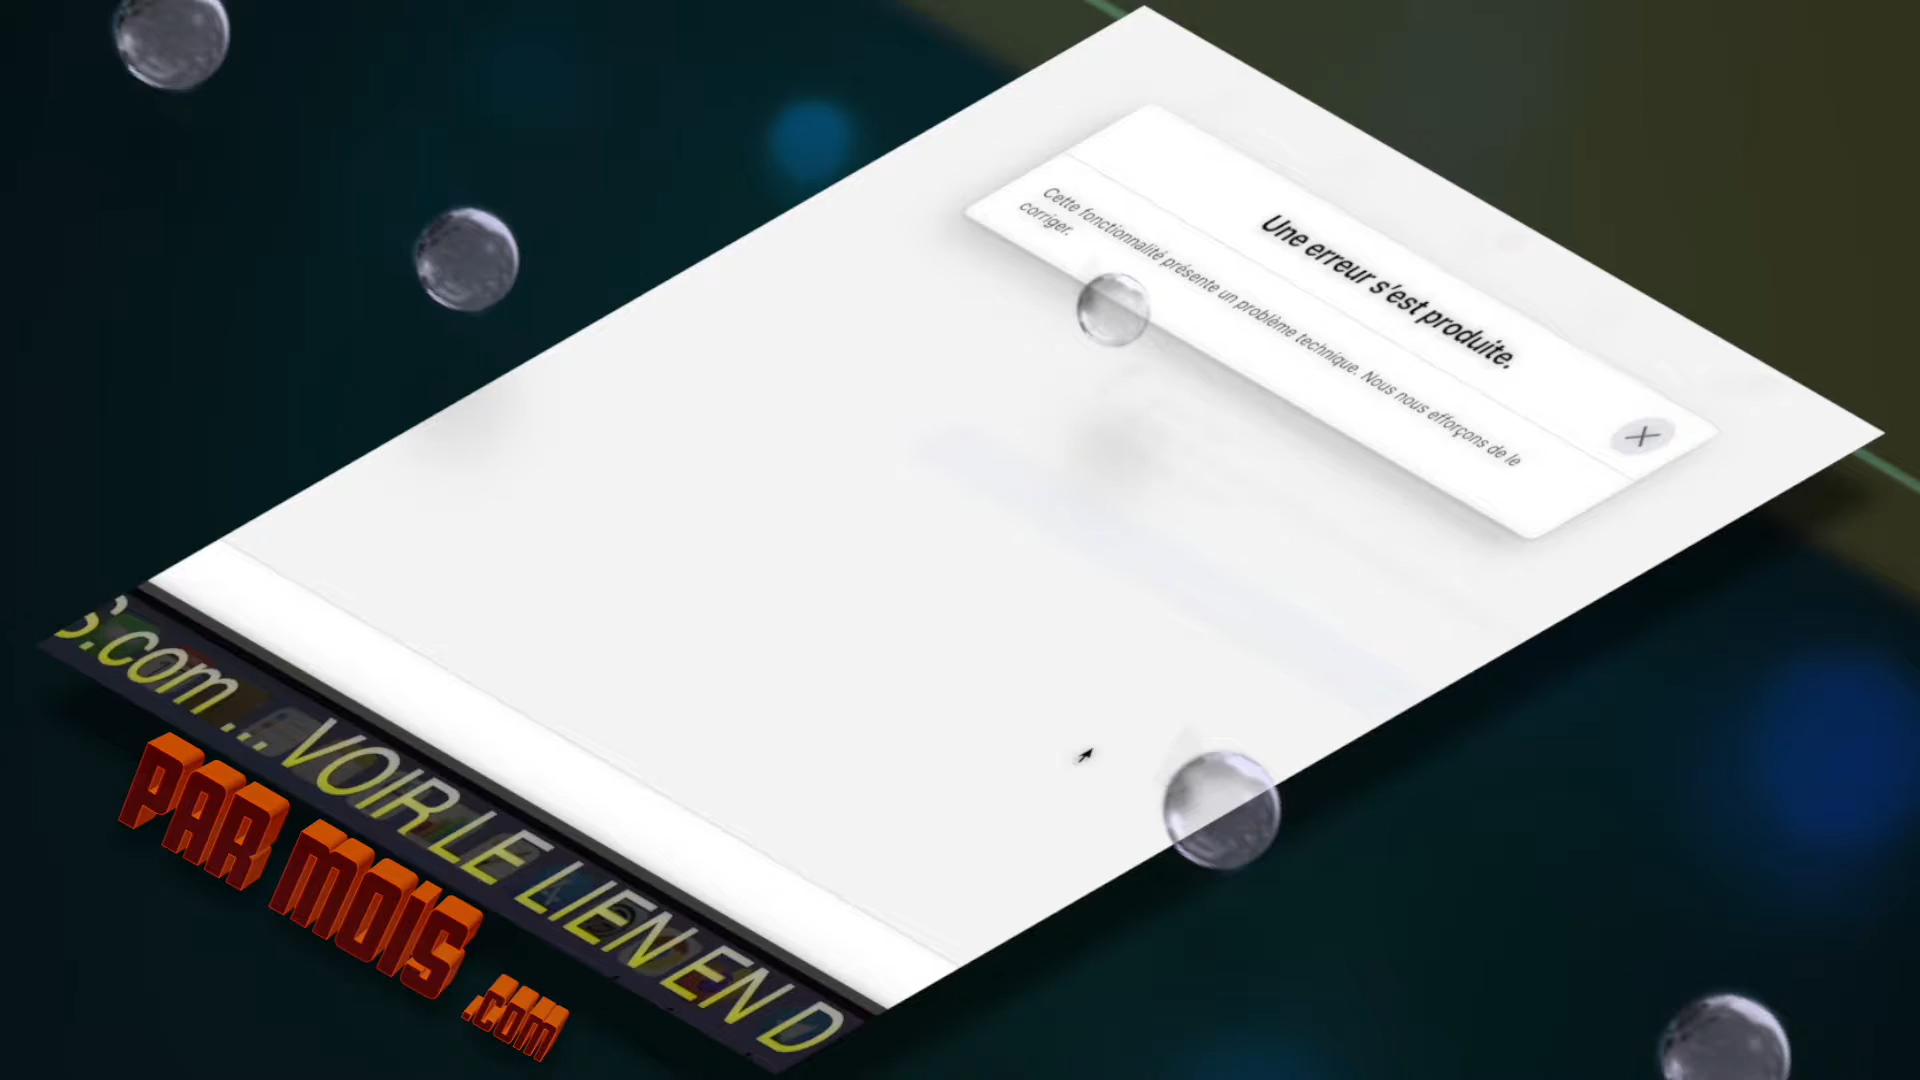 Une erreur s'est produite.
Cette fonctionnalité présente un problème technique. Nous nous efforçons de le
corriger.
s.com ... VOIR LE LIEN EN D
PAR MOIS
.com